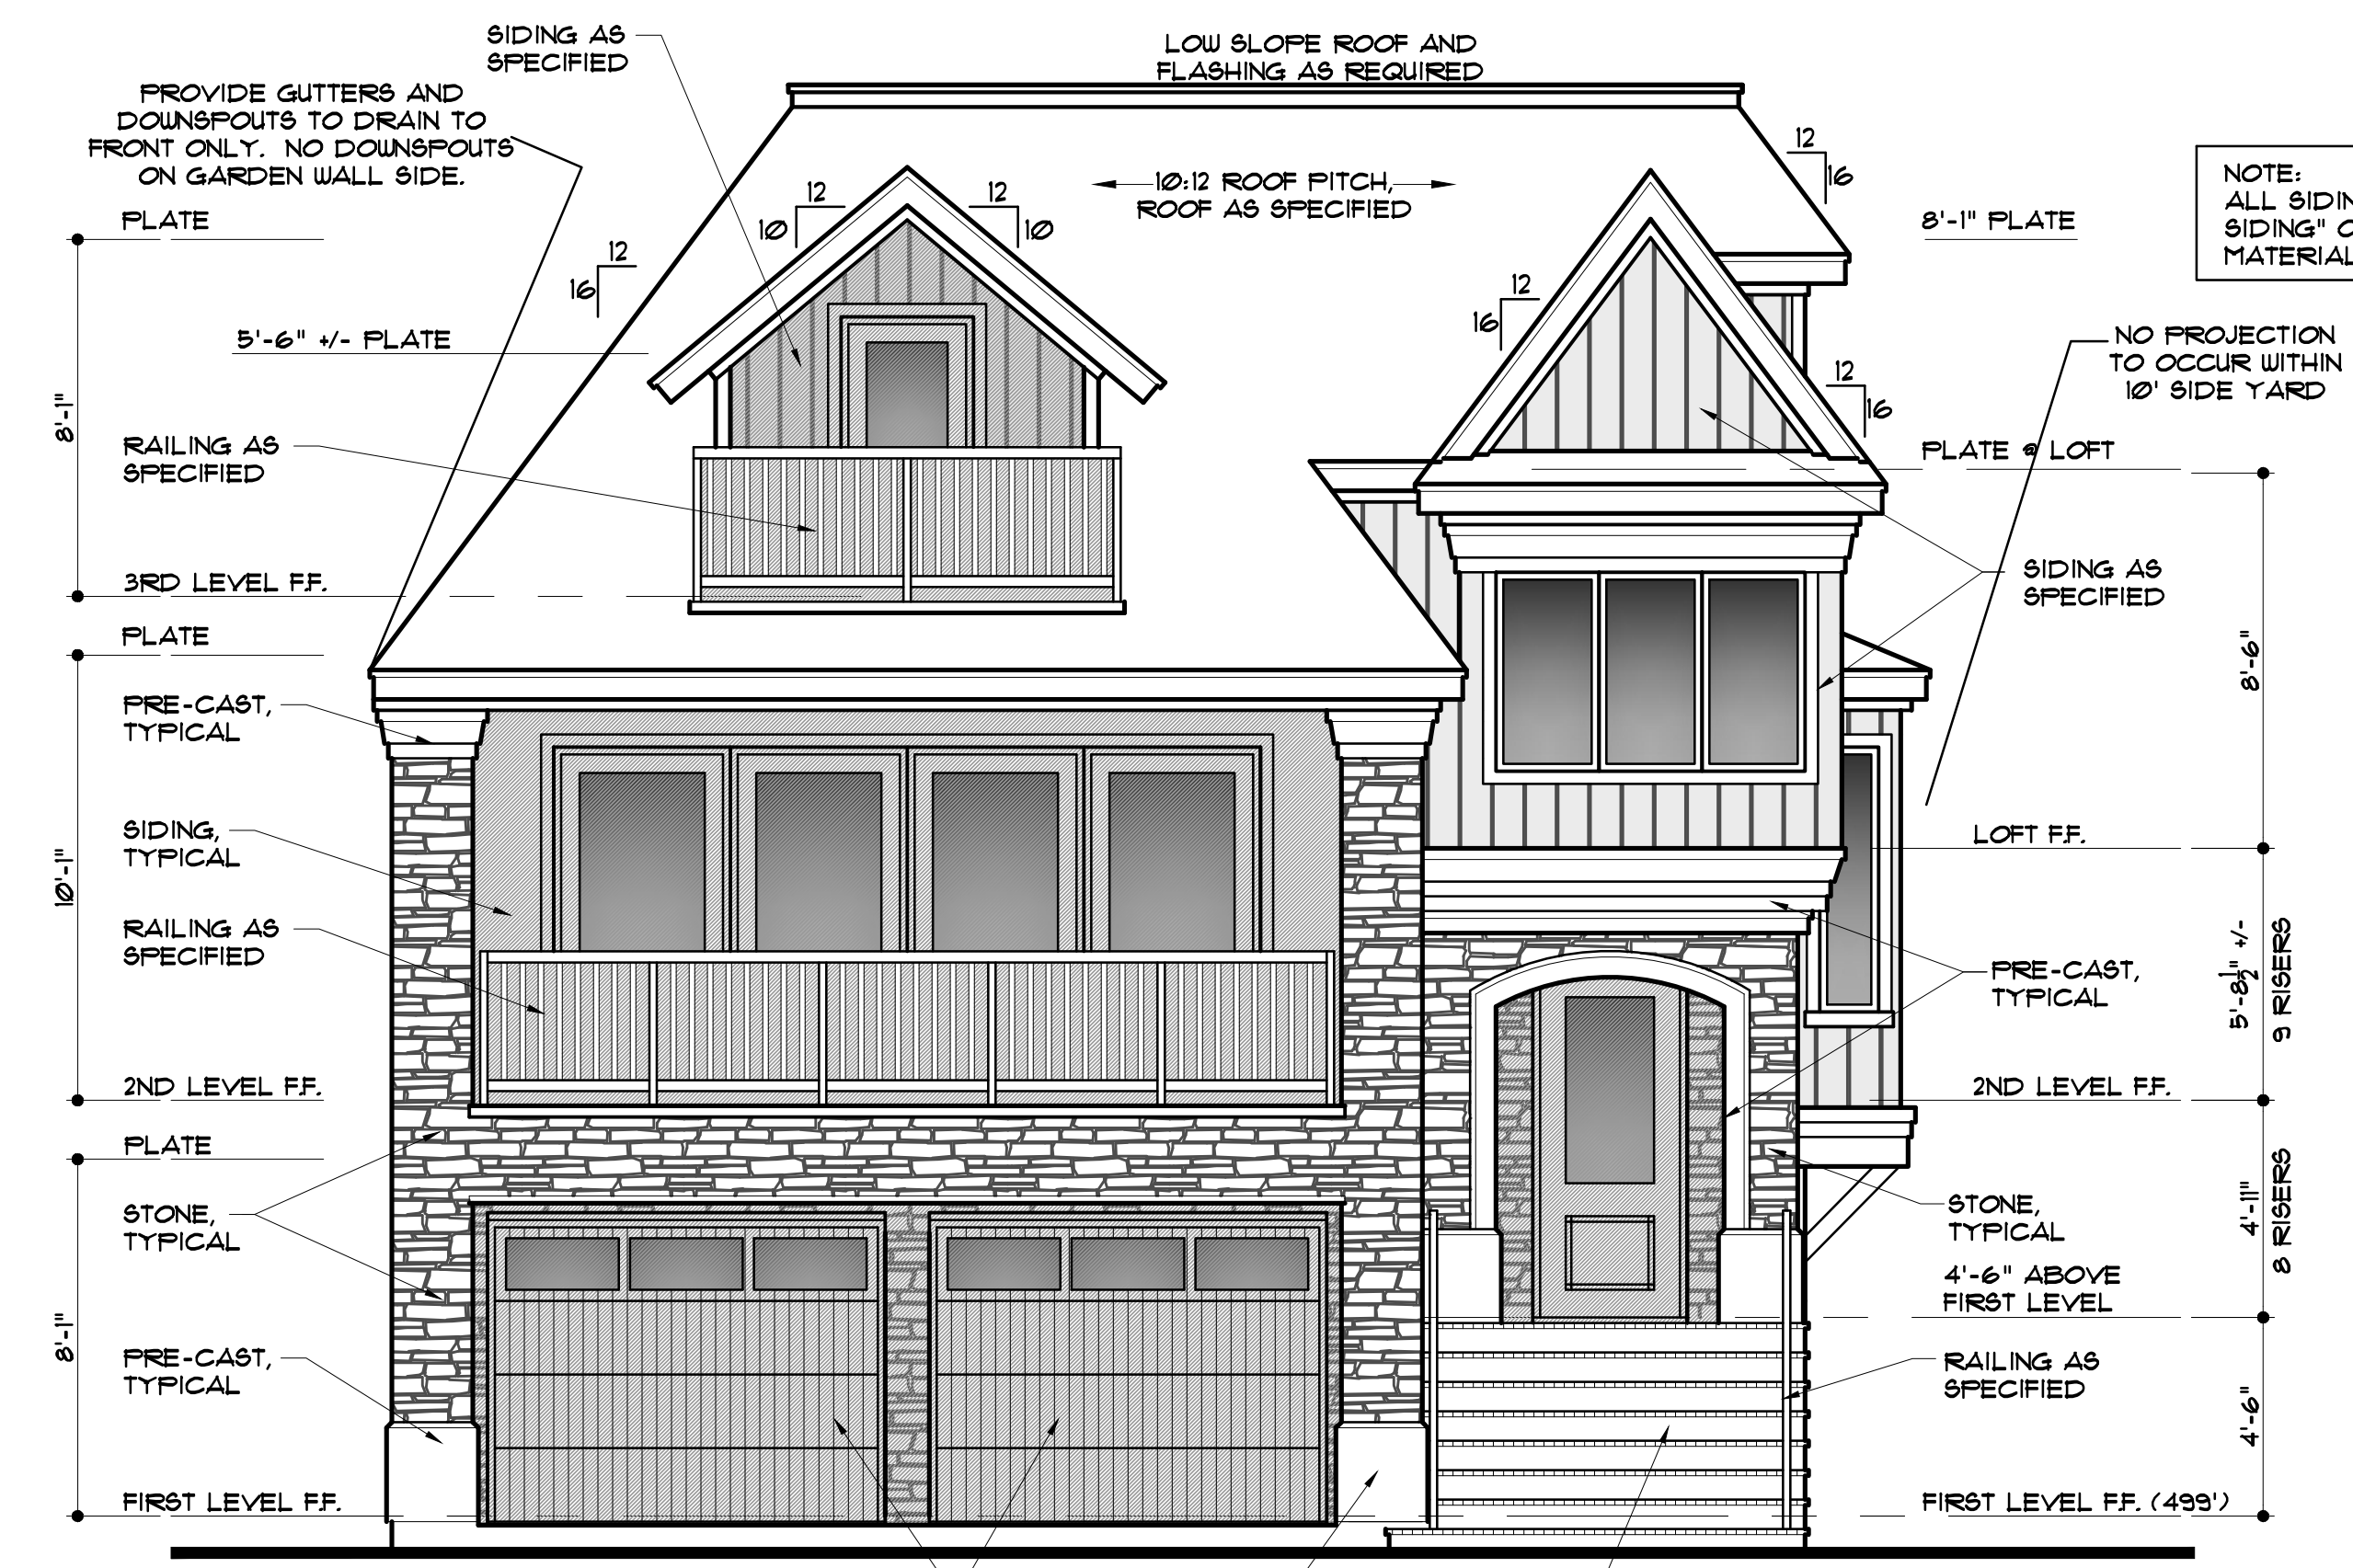 SIDING AS
SPECIFIED
LOW SLOPE ROOF AND
FLASHING AS REQUIRED
PROVIDE GUTTERS AND
DOWNSPOUTS TO DRAIN TO
FRONT ONLY. NO DOWNSPOUTS
ON GARDEN WALL SIDE.
12
16
12
10
12
10
10:12 ROOF PITCH,
ROOF AS SPECIFIED
12
16
12
16
12
16
NOTE:
ALL SIDIN
SIDING" O
MATERIAL
PLATE
8'-1" PLATE
5'-6" +/- PLATE
NO PROJECTION
TO OCCUR WITHIN
10' SIDE YARD
8'-1"
RAILING AS
SPECIFIED
PLATE @ LOFT
3RD LEVEL F.F.
SIDING AS
SPECIFIED
PLATE
8'-6"
PRE-CAST,
TYPICAL
SIDING,
TYPICAL
LOFT F.F.
10'-1"
RAILING AS
SPECIFIED
PRE-CAST,
TYPICAL
5'-8 1/2" +/-
9 RISERS
2ND LEVEL F.F.
2ND LEVEL F.F.
PLATE
STONE,
TYPICAL
STONE,
TYPICAL
4'-11"
8 RISERS
4'-6" ABOVE
FIRST LEVEL
8'-1"
PRE-CAST,
TYPICAL
RAILING AS
SPECIFIED
4'-6"
FIRST LEVEL F.F.
FIRST LEVEL F.F. (499')